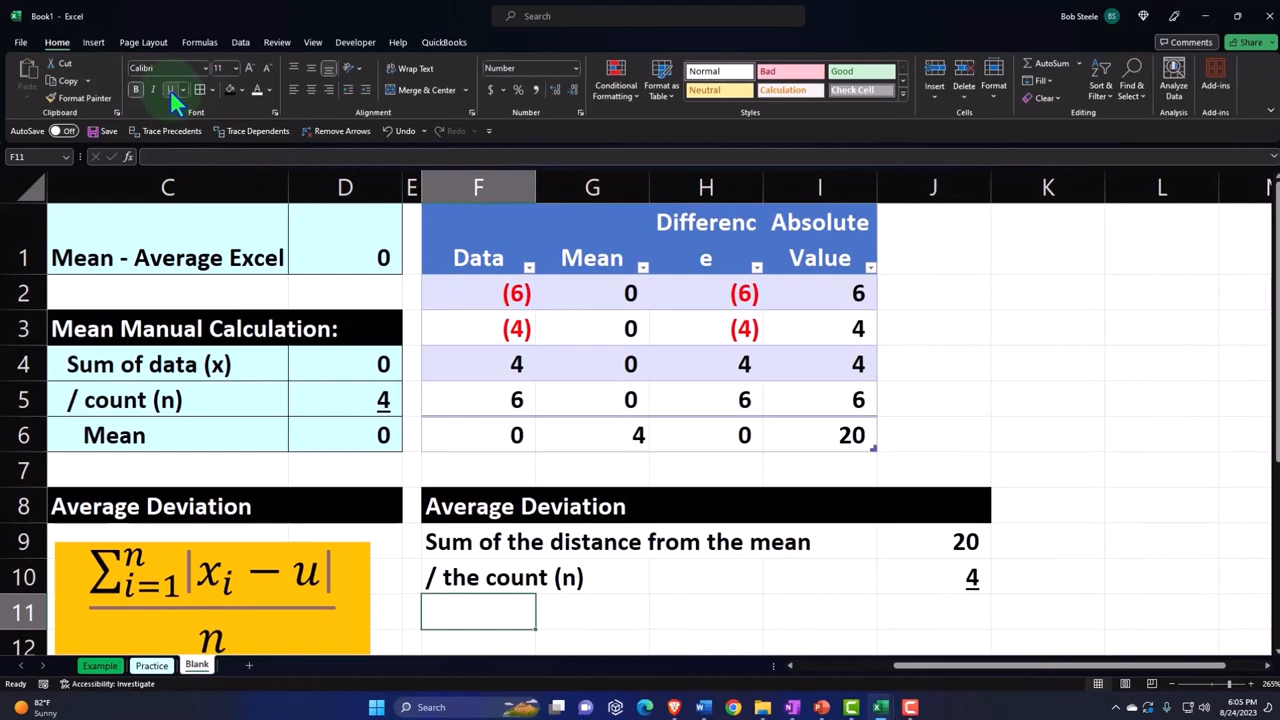 Book1 - Excel
Search
Bob Steele
BS
File Home Insert Page Layout Formulas Data Review View Developer Help QuickBooks
Comments
Share
Cut
Calibri
11
Wrap Text
Number
Normal
Bad
Good
AutoSum
Paste
Copy
Conditional Formatting
Format as Table
Insert
Delete
Format
Sort & Filter
Find & Select
Analyze Data
Add-ins
Format Painter
B I U
Merge & Center
$ %
Neutral
Calculation
Check Cell
Clear
Clipboard
Font
Alignment
Number
Styles
Cells
Editing
Analysis
Add-ins
AutoSave Off Save Trace Precedents Trace Dependents Remove Arrows Undo Redo
F11
fx
C D E F G H I J K L
1
Mean - Average Excel 0
Data Mean Differenc e Absolute Value
2 (6) 0 (6) 6
3 Mean Manual Calculation: (4) 0 (4) 4
4 Sum of data (x) 0 4 0 4 4
5 / count (n) 4 6 0 6 6
6 Mean 0 0 4 0 20
7
8 Average Deviation Average Deviation
9 Sum of the distance from the mean 20
10 / the count (n) 4
11
12
∑ⁿᵢ₌₁|xᵢ − u|
n
Example Practice Blank
Ready Accessibility: Investigate 265%
82°F
Sunny
Search
6:05 PM
8/24/2023